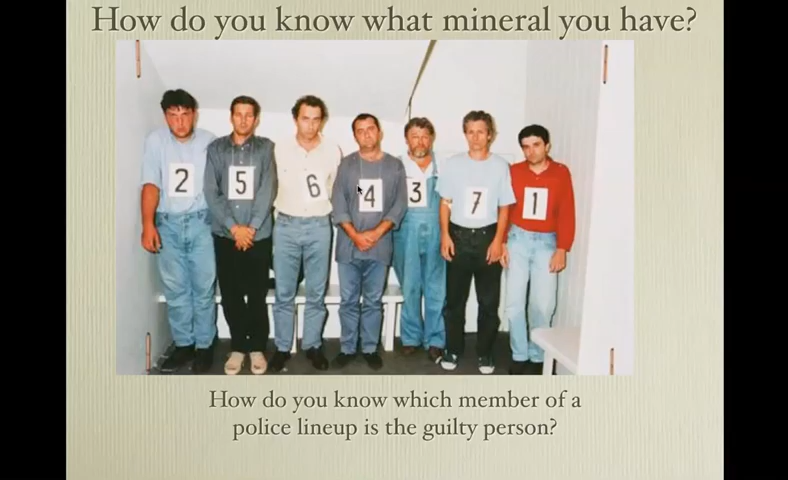 How do you know what mineral you have?
2 5 6 4 3 7 1
How do you know which member of a
police lineup is the guilty person?